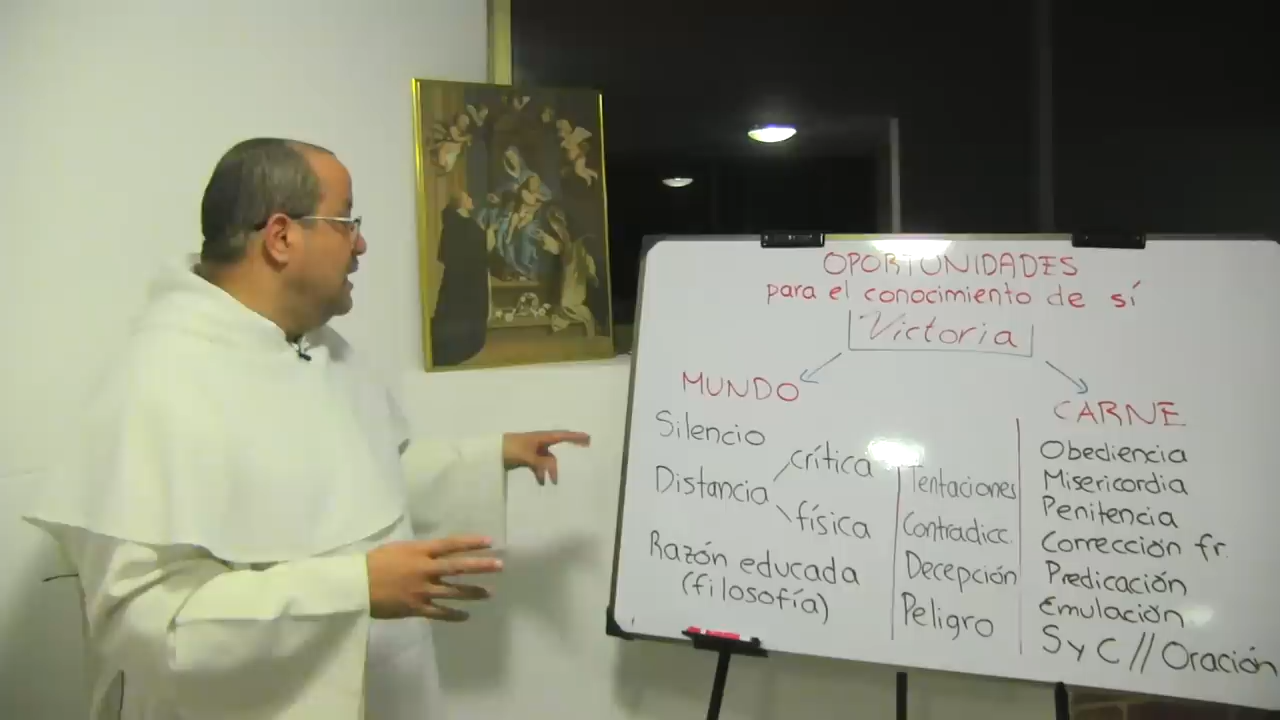 OPORTUNIDADES
para el conocimiento de sí
Victoria
MUNDO
Silencio
Distancia
crítica
física
Razón educada
(filosofía)
Tentaciones
Contradicc.
Decepción
Peligro
CARNE
Obediencia
Misericordia
Penitencia
Corrección fr.
Predicación
Emulación
S y C // Oración